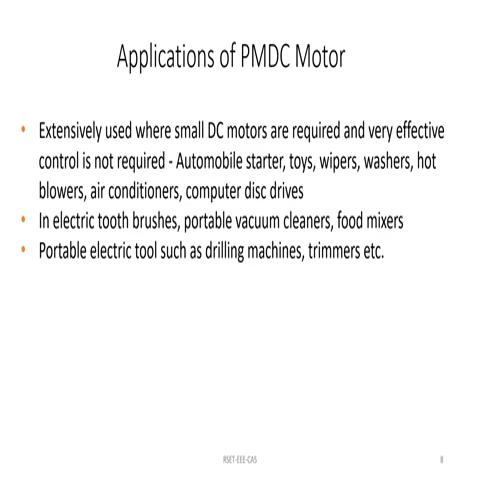 Applications of PMDC Motor
• Extensively used where small DC motors are required and very effective
control is not required - Automobile starter, toys, wipers, washers, hot
blowers, air conditioners, computer disc drives
• In electric tooth brushes, portable vacuum cleaners, food mixers
• Portable electric tool such as drilling machines, trimmers etc.
RSET-EEE-CAS
8